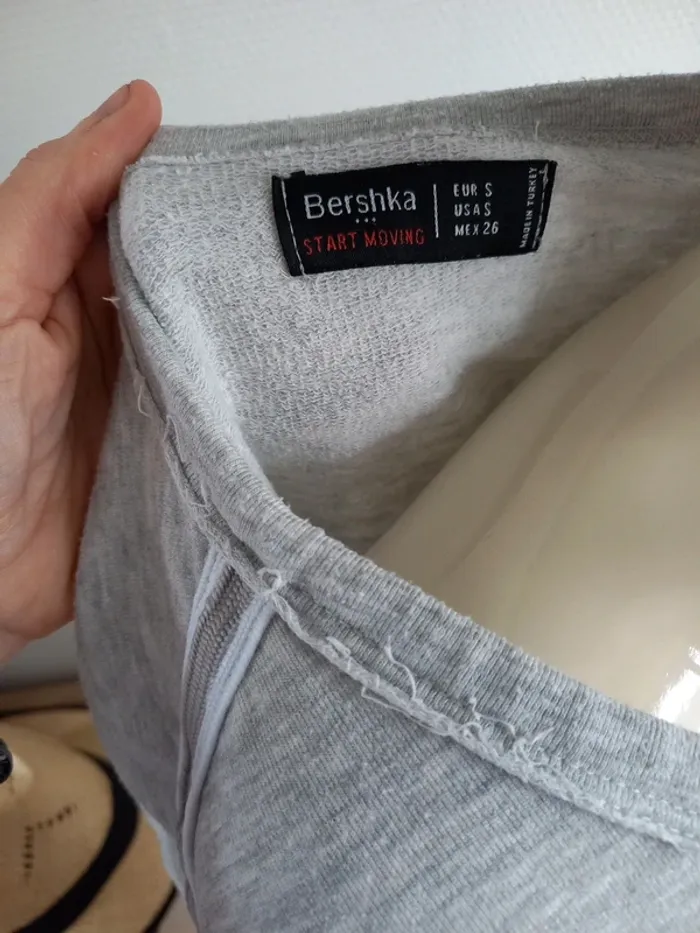 Bershka
START MOVING
EUR S
USA S
MEX 26
MADE IN TURKEY